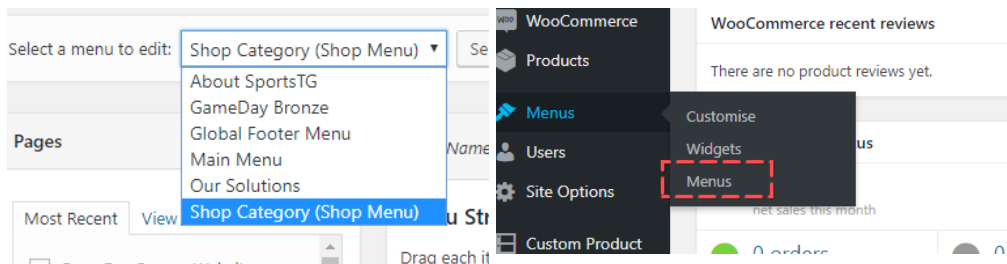 Select a menu to edit: Shop Category (Shop Menu) Se
About SportsTG
GameDay Bronze
Global Footer Menu
Main Menu
Our Solutions
Shop Category (Shop Menu)
Pages
Name
Most Recent View
u Str
Drag each it
WOO WooCommerce
Products
Menus
Users
Site Options
Custom Product
Customise
Widgets
Menus
WooCommerce recent reviews
There are no product reviews yet.
us
net sales this month
0 orders
0